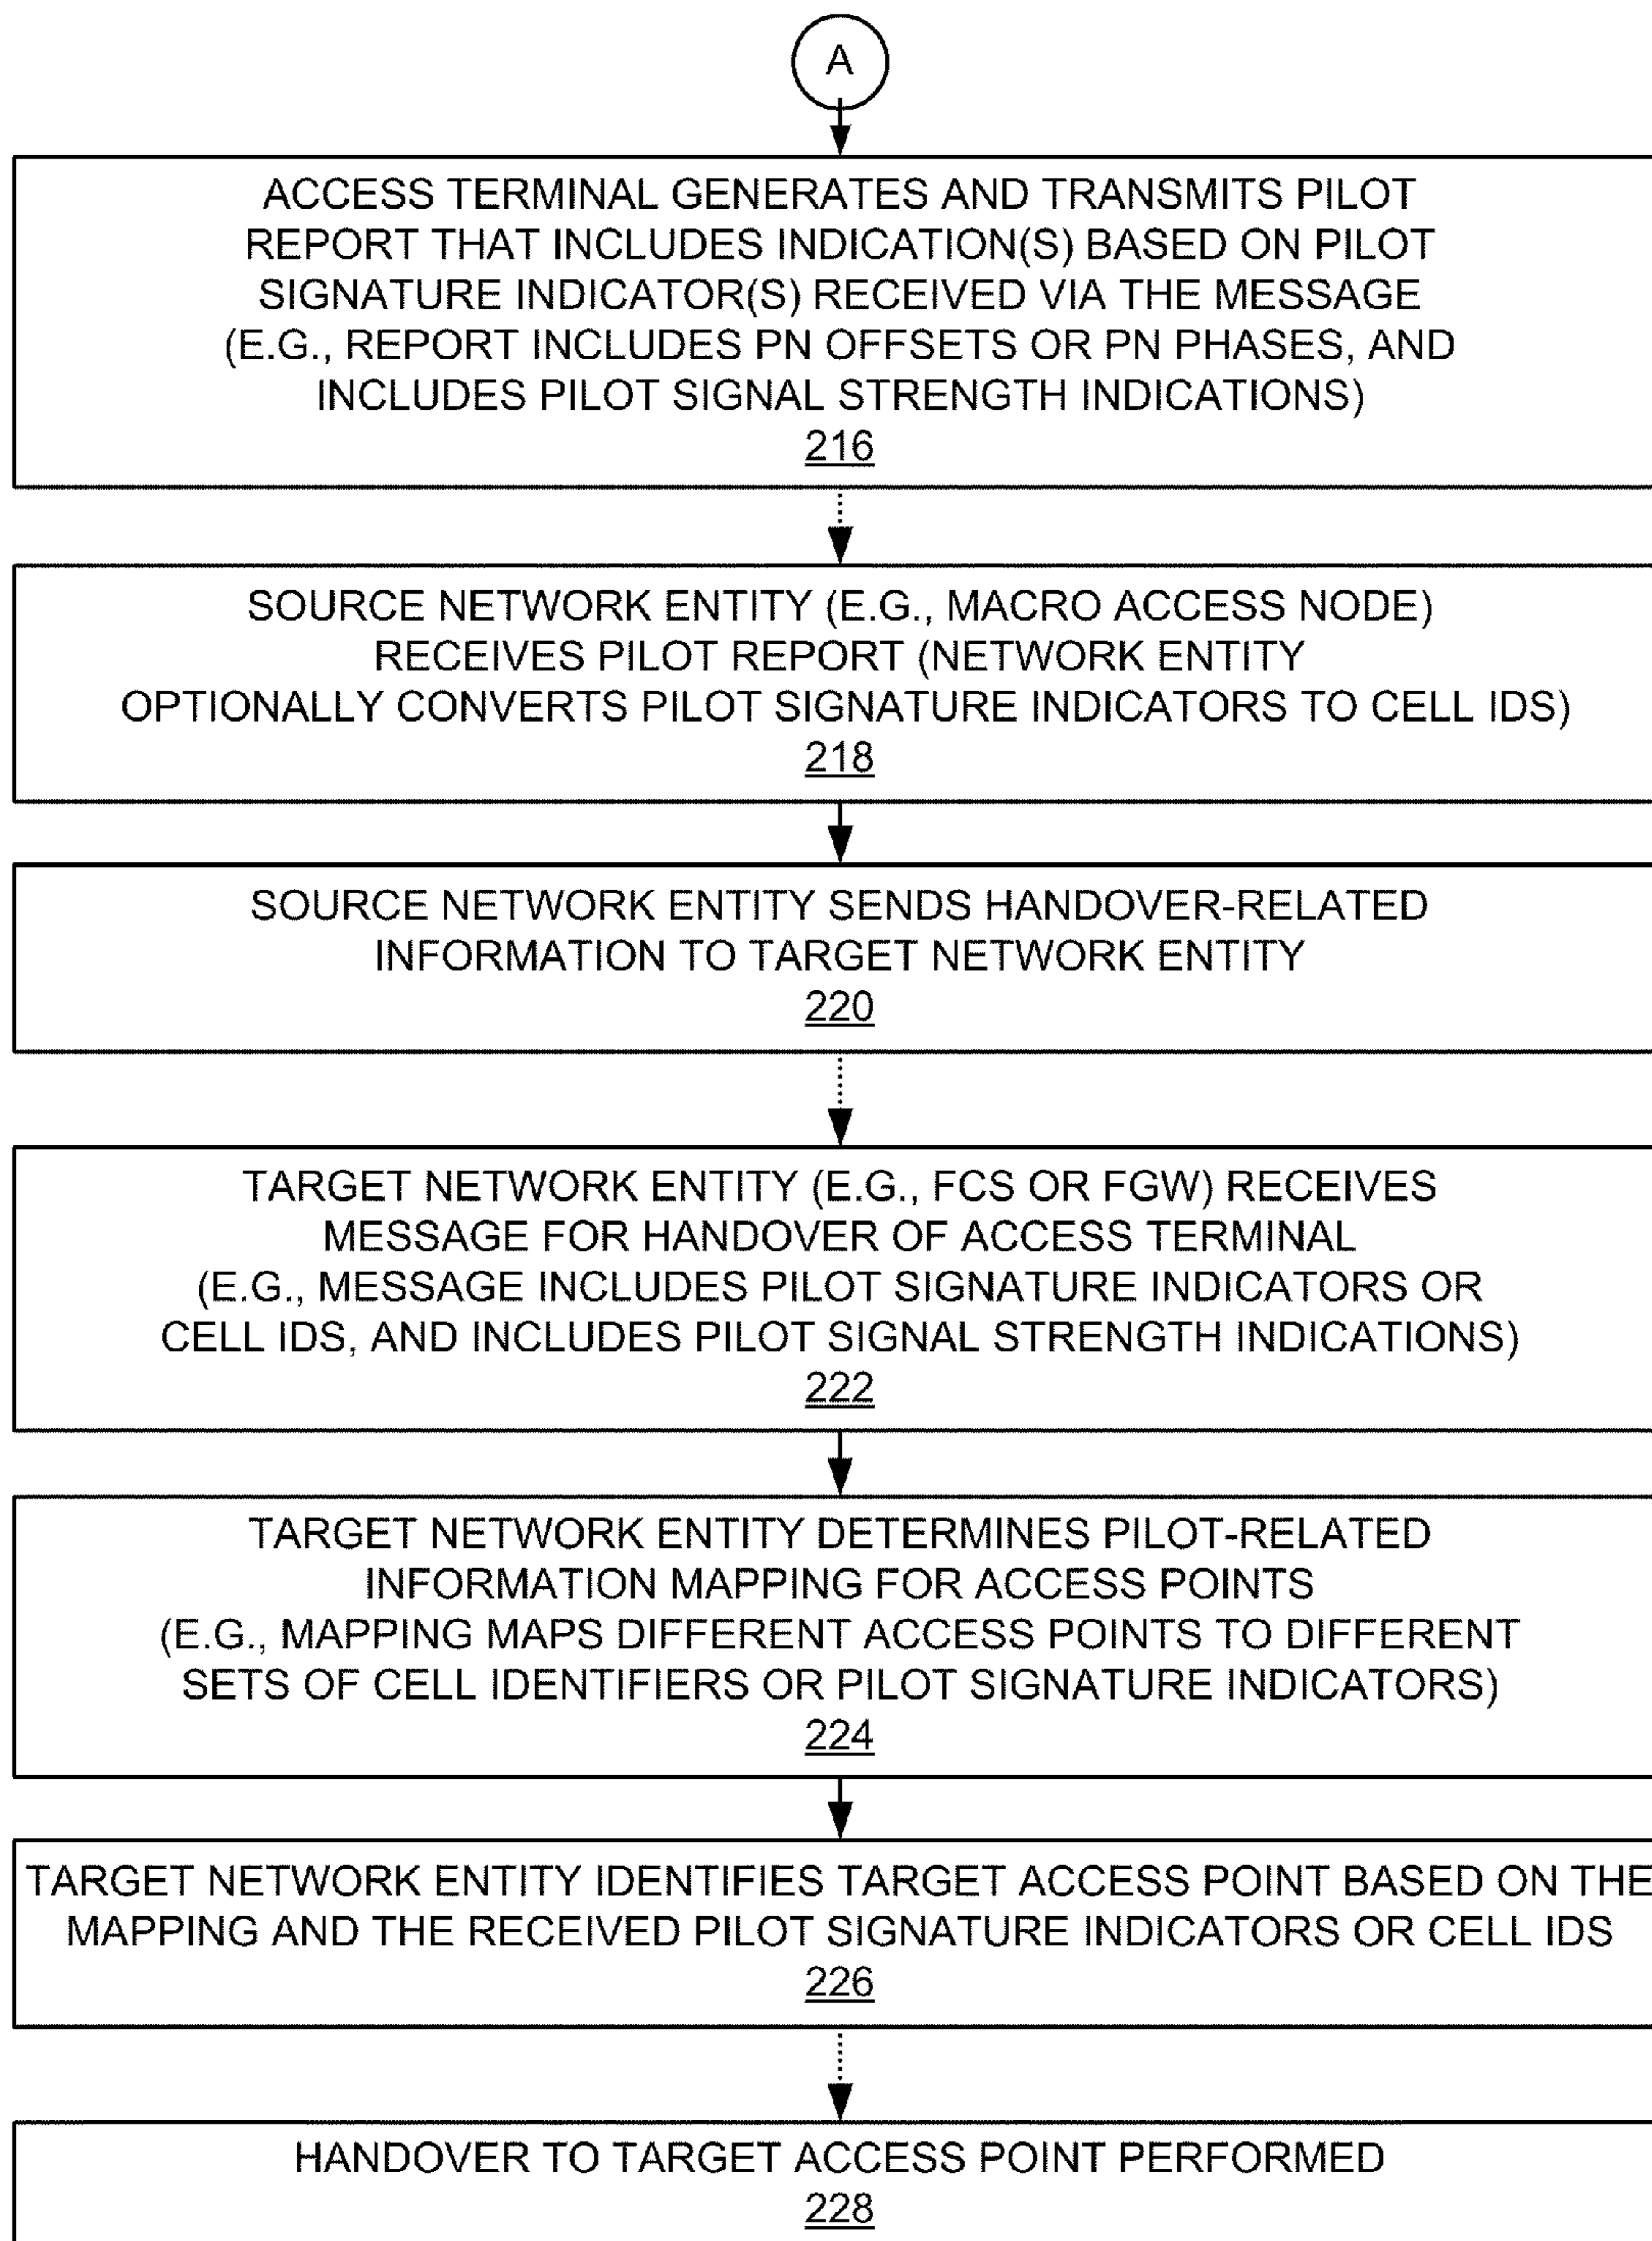 A
ACCESS TERMINAL GENERATES AND TRANSMITS PILOT
REPORT THAT INCLUDES INDICATION(S) BASED ON PILOT
SIGNATURE INDICATOR(S) RECEIVED VIA THE MESSAGE
(E.G., REPORT INCLUDES PN OFFSETS OR PN PHASES, AND
INCLUDES PILOT SIGNAL STRENGTH INDICATIONS)
216
SOURCE NETWORK ENTITY (E.G., MACRO ACCESS NODE)
RECEIVES PILOT REPORT (NETWORK ENTITY
OPTIONALLY CONVERTS PILOT SIGNATURE INDICATORS TO CELL IDS)
218
SOURCE NETWORK ENTITY SENDS HANDOVER-RELATED
INFORMATION TO TARGET NETWORK ENTITY
220
TARGET NETWORK ENTITY (E.G., FCS OR FGW) RECEIVES
MESSAGE FOR HANDOVER OF ACCESS TERMINAL
(E.G., MESSAGE INCLUDES PILOT SIGNATURE INDICATORS OR
CELL IDS, AND INCLUDES PILOT SIGNAL STRENGTH INDICATIONS)
222
TARGET NETWORK ENTITY DETERMINES PILOT-RELATED
INFORMATION MAPPING FOR ACCESS POINTS
(E.G., MAPPING MAPS DIFFERENT ACCESS POINTS TO DIFFERENT
SETS OF CELL IDENTIFIERS OR PILOT SIGNATURE INDICATORS)
224
TARGET NETWORK ENTITY IDENTIFIES TARGET ACCESS POINT BASED ON THE
MAPPING AND THE RECEIVED PILOT SIGNATURE INDICATORS OR CELL IDS
226
HANDOVER TO TARGET ACCESS POINT PERFORMED
228